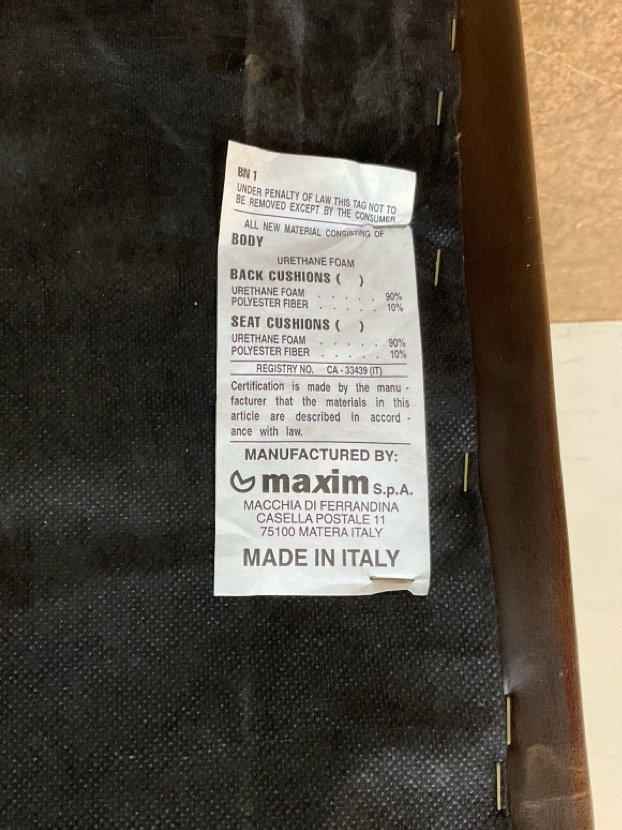 BN 1
UNDER PENALTY OF LAW THIS TAG NOT TO
BE REMOVED EXCEPT BY THE CONSUMER
ALL NEW MATERIAL CONSISTING OF
BODY
URETHANE FOAM
BACK CUSHIONS ( )
URETHANE FOAM . . . . . 90%
POLYESTER FIBER . . . . . 10%
SEAT CUSHIONS ( )
URETHANE FOAM . . . . . 90%
POLYESTER FIBER . . . . . 10%
REGISTRY NO. CA - 33439 (IT)
Certification is made by the manu -
facturer that the materials in this
article are described in accord -
ance with law.
MANUFACTURED BY:
maxim S.p.A.
MACCHIA DI FERRANDINA
CASELLA POSTALE 11
75100 MATERA ITALY
MADE IN ITALY